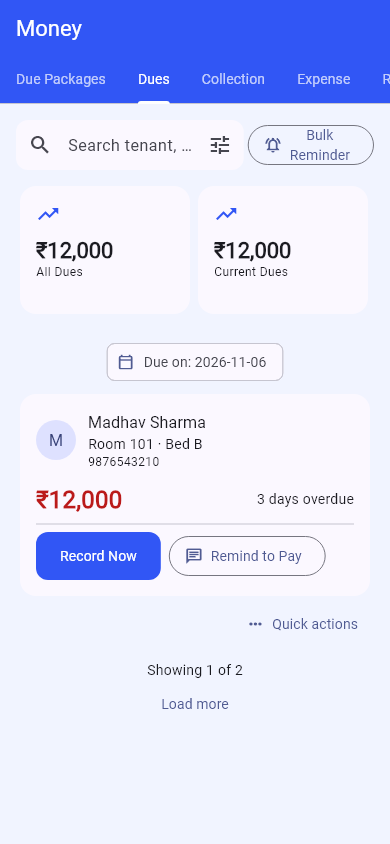 Money
Due Packages Dues Collection Expense
Search tenant, ...
Bulk
Reminder
₹12,000
All Dues
₹12,000
Current Dues
Due on: 2026-11-06
M
Madhav Sharma
Room 101 · Bed B
9876543210
₹12,000
3 days overdue
Record Now
Remind to Pay
Quick actions
Showing 1 of 2
Load more